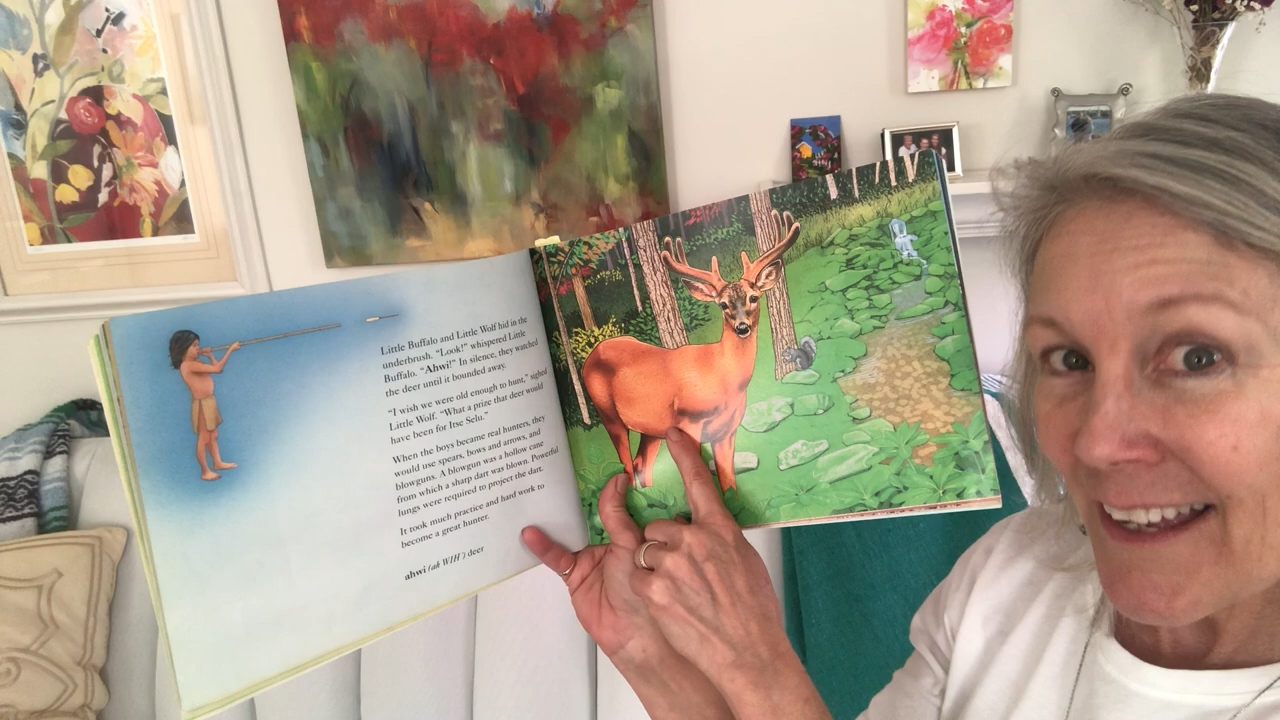 Little Buffalo and Little Wolf hid in the
underbrush. “Look!” whispered Little
Buffalo. “Ahwi!” In silence, they watched
the deer until it bounded away.
“I wish we were old enough to hunt,” sighed
Little Wolf. “What a prize that deer would
have been for Itse Selu.”
When the boys became real hunters, they
would use spears, bows and arrows, and
blowguns. A blowgun was a hollow cane
from which a sharp dart was blown. Powerful
lungs were required to project the dart.
It took much practice and hard work to
become a great hunter.
ahwi (ah WIH') deer